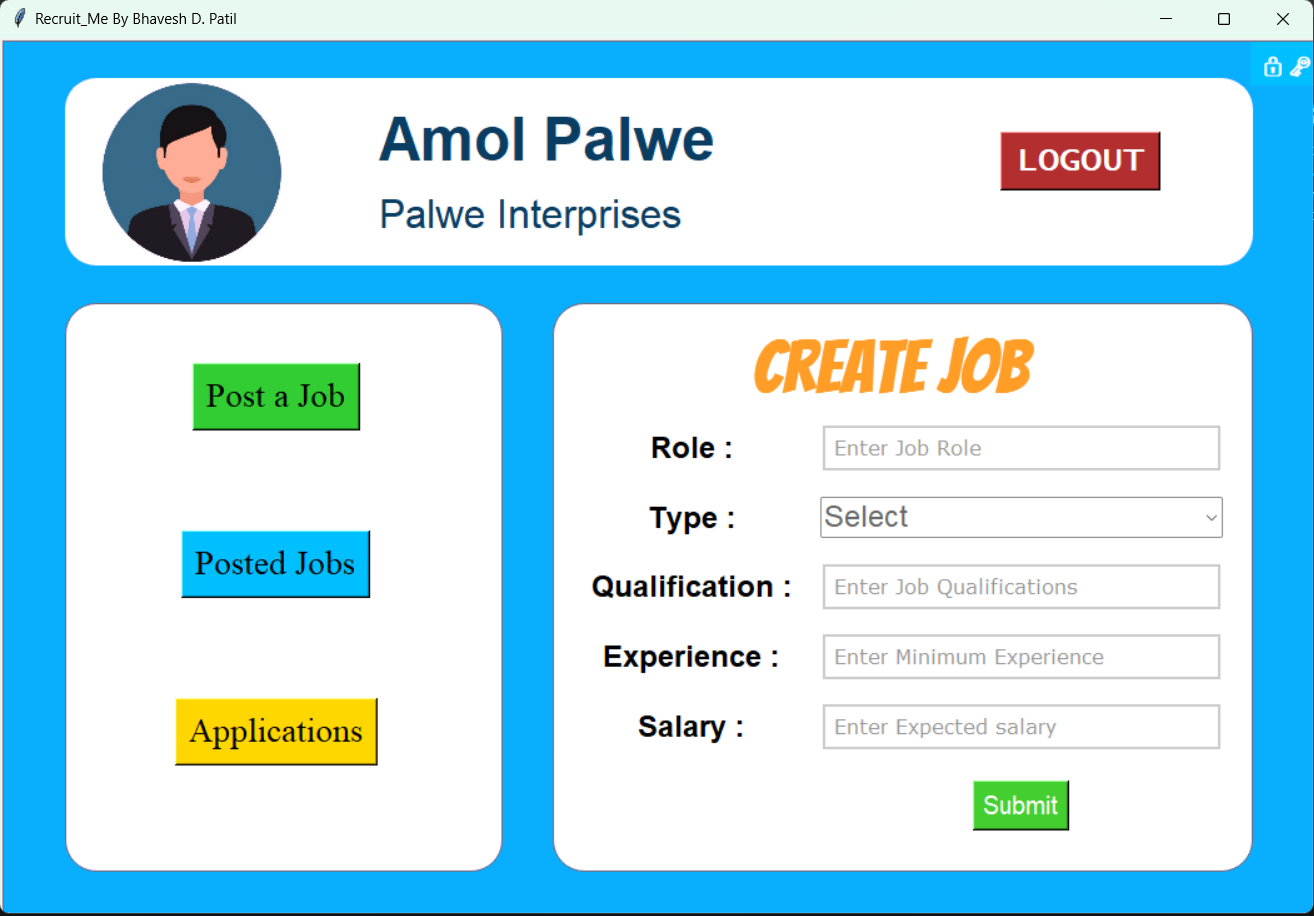 Recruit_Me By Bhavesh D. Patil
Amol Palwe
LOGOUT
Palwe Interprises
Post a Job
Posted Jobs
Applications
CREATE JOB
Role :
Enter Job Role
Type :
Select
Qualification :
Enter Job Qualifications
Experience :
Enter Minimum Experience
Salary :
Enter Expected salary
Submit